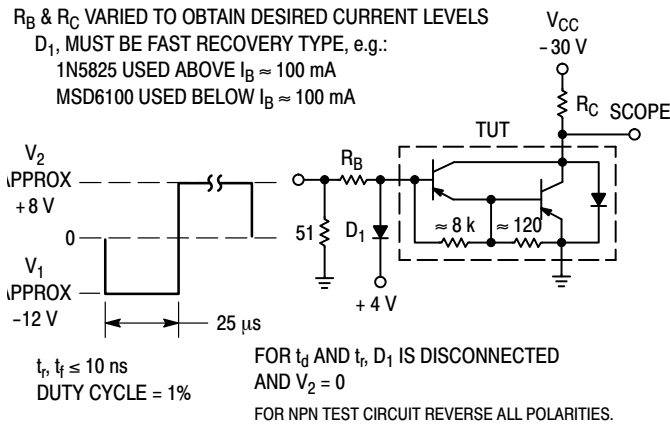 R_B & R_C VARIED TO OBTAIN DESIRED CURRENT LEVELS
D_1, MUST BE FAST RECOVERY TYPE, e.g.:
1N5825 USED ABOVE I_B ≈ 100 mA
MSD6100 USED BELOW I_B ≈ 100 mA
V_CC
-30 V
R_C
SCOPE
TUT
V_2
APPROX
+8 V
0
V_1
APPROX
-12 V
25 μs
R_B
51
D_1
+ 4 V
≈ 8 k
≈ 120
t_r, t_f ≤ 10 ns
DUTY CYCLE = 1%
FOR t_d AND t_r, D_1 IS DISCONNECTED
AND V_2 = 0
FOR NPN TEST CIRCUIT REVERSE ALL POLARITIES.